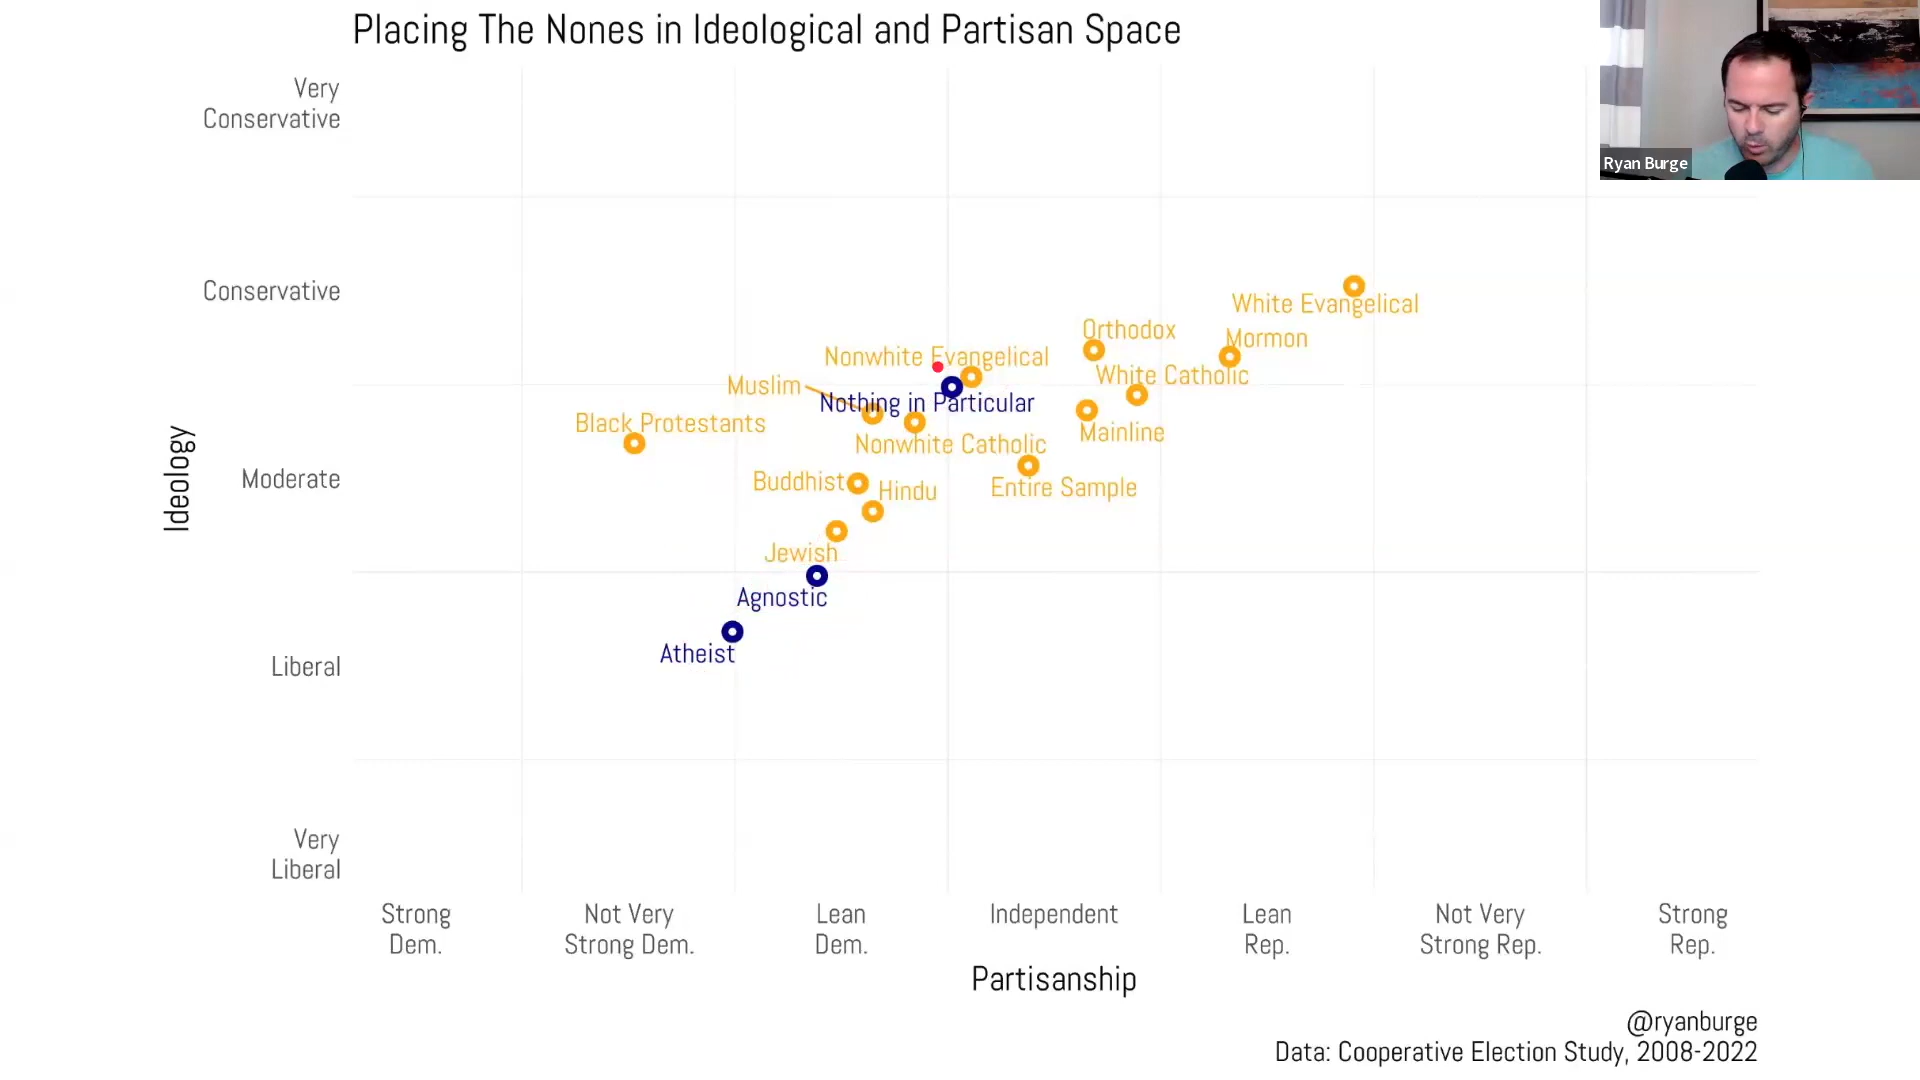 Placing The Nones in Ideological and Partisan Space
Ryan Burge
Very
Conservative
Conservative
Moderate
Liberal
Very
Liberal
Ideology
White Evangelical
Orthodox
Mormon
Nonwhite Evangelical
White Catholic
Muslim
Nothing in Particular
Black Protestants
Mainline
Nonwhite Catholic
Buddhist
Hindu
Entire Sample
Jewish
Agnostic
Atheist
Strong
Dem.
Not Very
Strong Dem.
Lean
Dem.
Independent
Lean
Rep.
Not Very
Strong Rep.
Strong
Rep.
Partisanship
@ryanburge
Data: Cooperative Election Study, 2008-2022